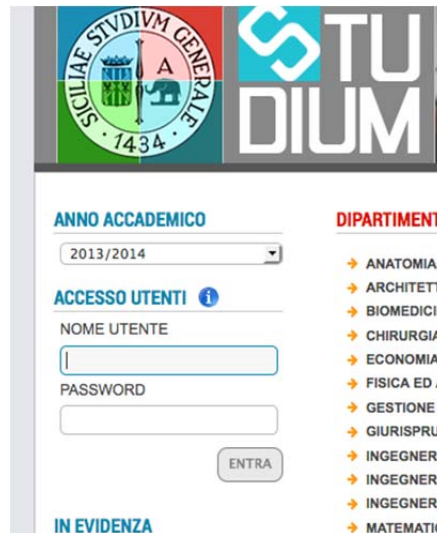 SICILIAE STVDIVM GENERALE
A
· 1434 ·
STU
DIUM
ANNO ACCADEMICO
2013/2014
ACCESSO UTENTI i
NOME UTENTE
PASSWORD
ENTRA
IN EVIDENZA
DIPARTIMENT
ANATOMIA
ARCHITETT
BIOMEDICI
CHIRURGIA
ECONOMIA
FISICA ED
GESTIONE
GIURISPRU
INGEGNER
INGEGNER
INGEGNER
MATEMATIC